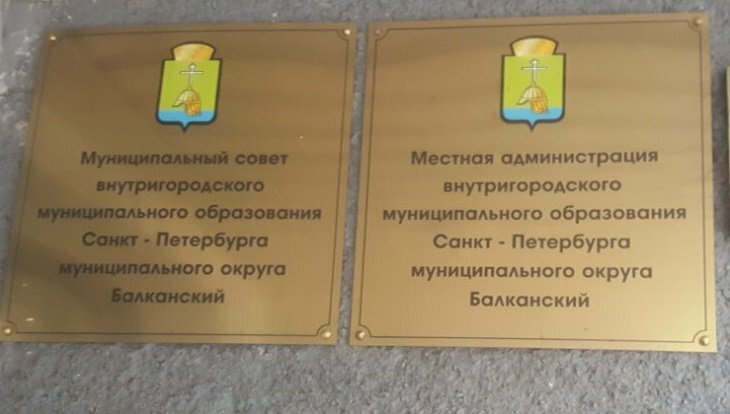 Муниципальный совет
внутригородского
муниципального образования
Санкт - Петербурга
муниципального округа
Балканский
Местная администрация
внутригородского
муниципального образования
Санкт - Петербурга
муниципального округа
Балканский